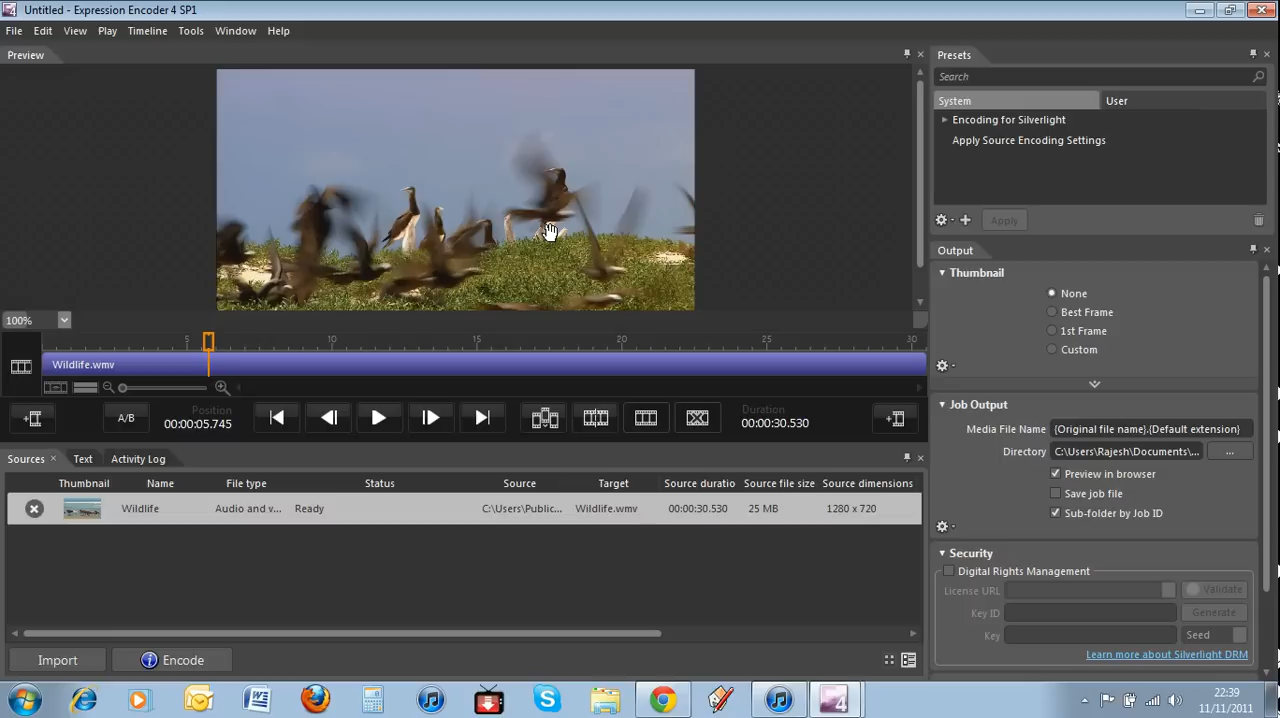 Untitled - Expression Encoder 4 SP1
File Edit View Play Timeline Tools Window Help
Preview
Presets
Search
System User
Encoding for Silverlight
Apply Source Encoding Settings
Apply
Output
Thumbnail
None
Best Frame
1st Frame
Custom
100%
5 10 15 20 25 30
Wildlife.wmv
A/B
Position
00:00:05.745
Duration
00:00:30.530
Job Output
Media File Name {Original file name}.{Default extension}
Directory C:\Users\Rajesh\Documents\... ...
Preview in browser
Save job file
Sub-folder by Job ID
Sources Text Activity Log
Thumbnail Name File type Status Source Target Source duratio Source file size Source dimensions
Wildlife Audio and v... Ready C:\Users\Public... Wildlife.wmv 00:00:30.530 25 MB 1280 x 720
Security
Digital Rights Management
License URL Validate
Key ID Generate
Key Seed
Learn more about Silverlight DRM
Import Encode
22:39
11/11/2011